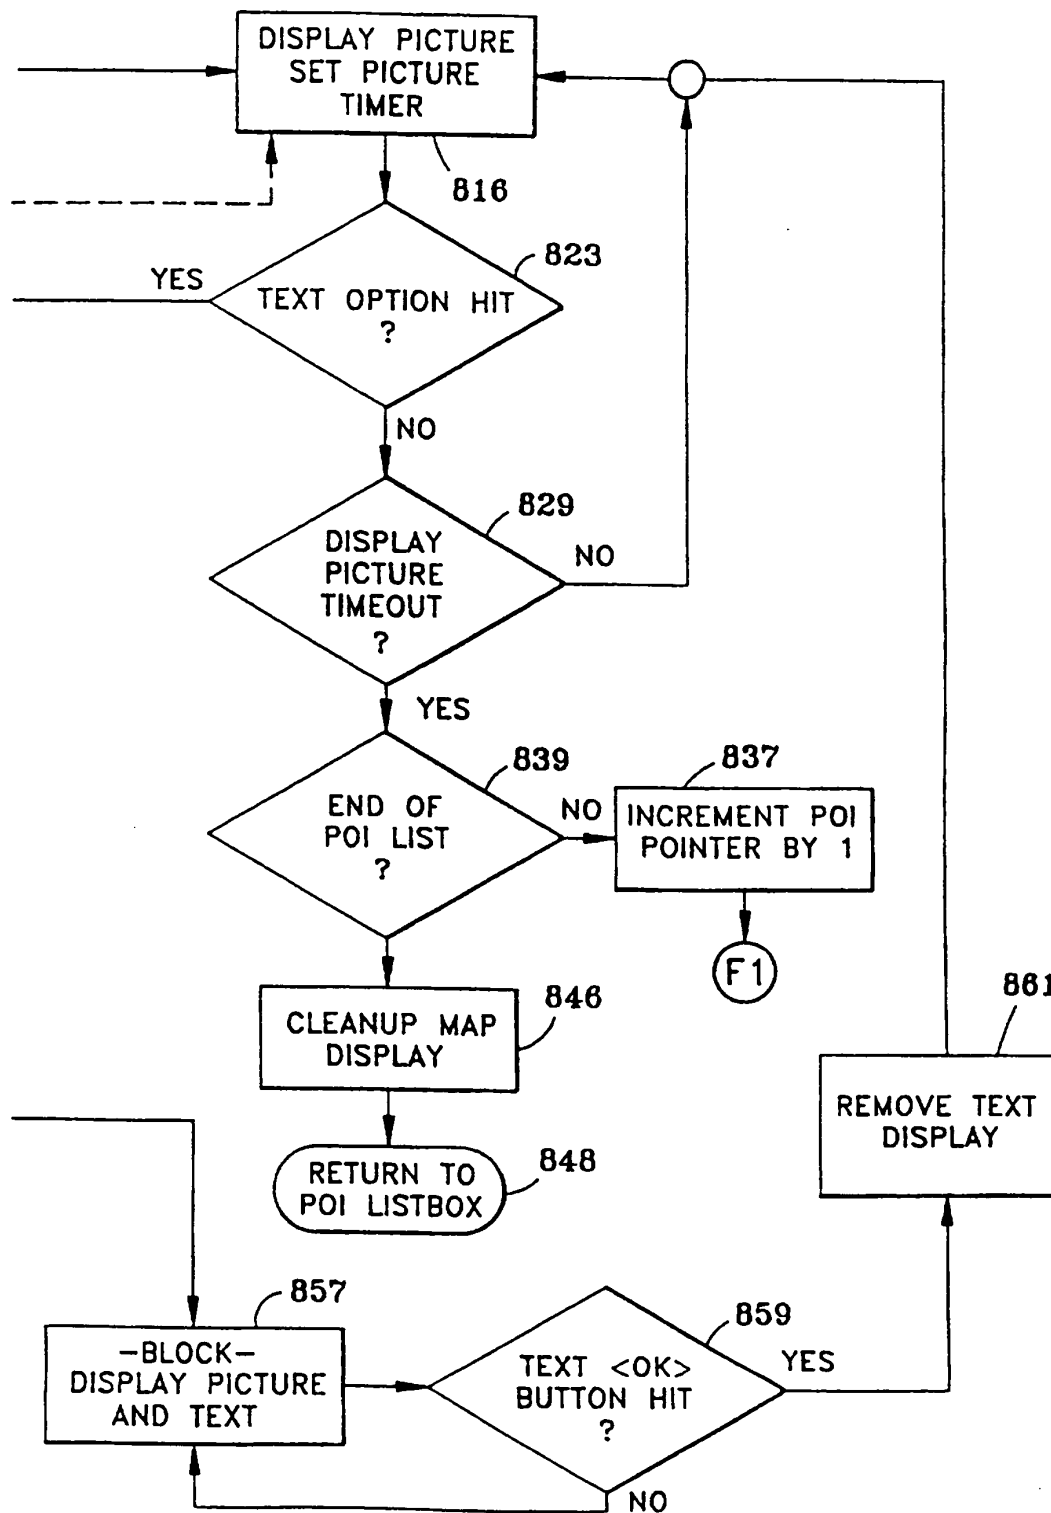 DISPLAY PICTURE
SET PICTURE
TIMER
816
823
YES
TEXT OPTION HIT
?
NO
829
DISPLAY
PICTURE
TIMEOUT
?
NO
YES
839
END OF
POI LIST
?
NO
837
INCREMENT POI
POINTER BY 1
F1
846
CLEANUP MAP
DISPLAY
861
REMOVE TEXT
DISPLAY
RETURN TO
POI LISTBOX
848
857
-BLOCK-
DISPLAY PICTURE
AND TEXT
859
TEXT <OK>
BUTTON HIT
?
YES
NO